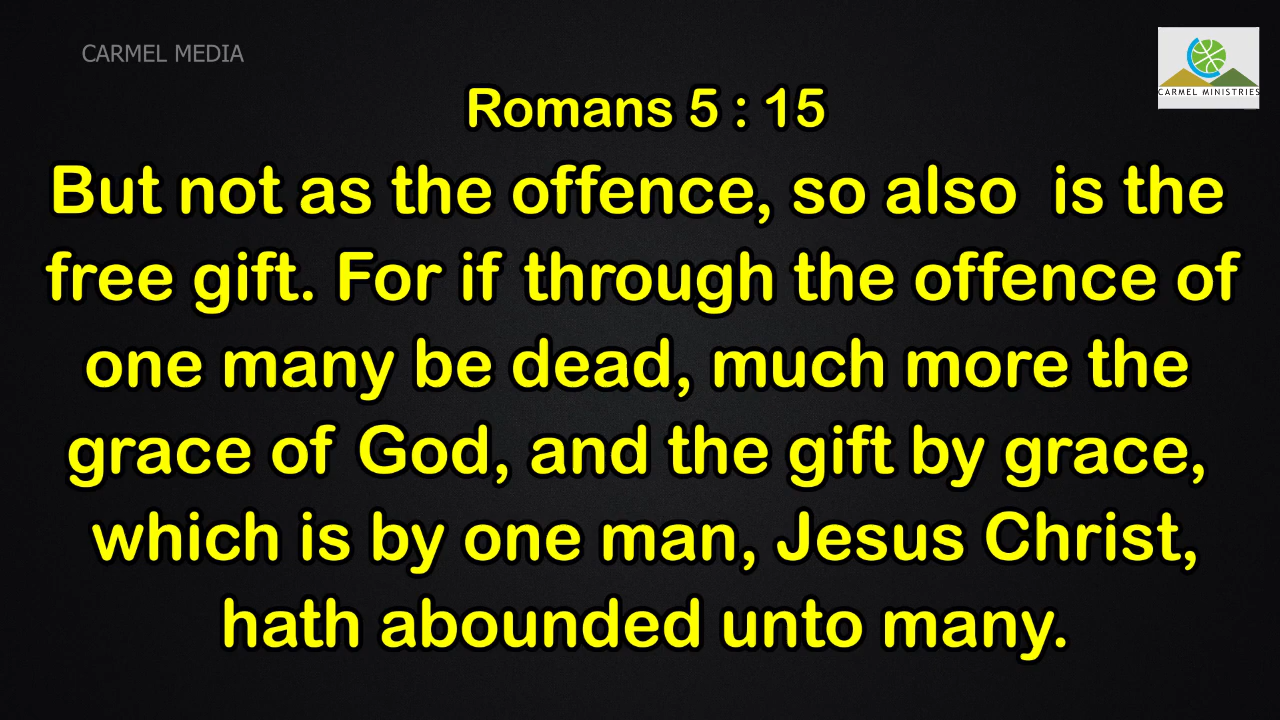 CARMEL MEDIA
CARMEL MINISTRIES
Romans 5 : 15
But not as the offence, so also is the
free gift. For if through the offence of
one many be dead, much more the
grace of God, and the gift by grace,
which is by one man, Jesus Christ,
hath abounded unto many.